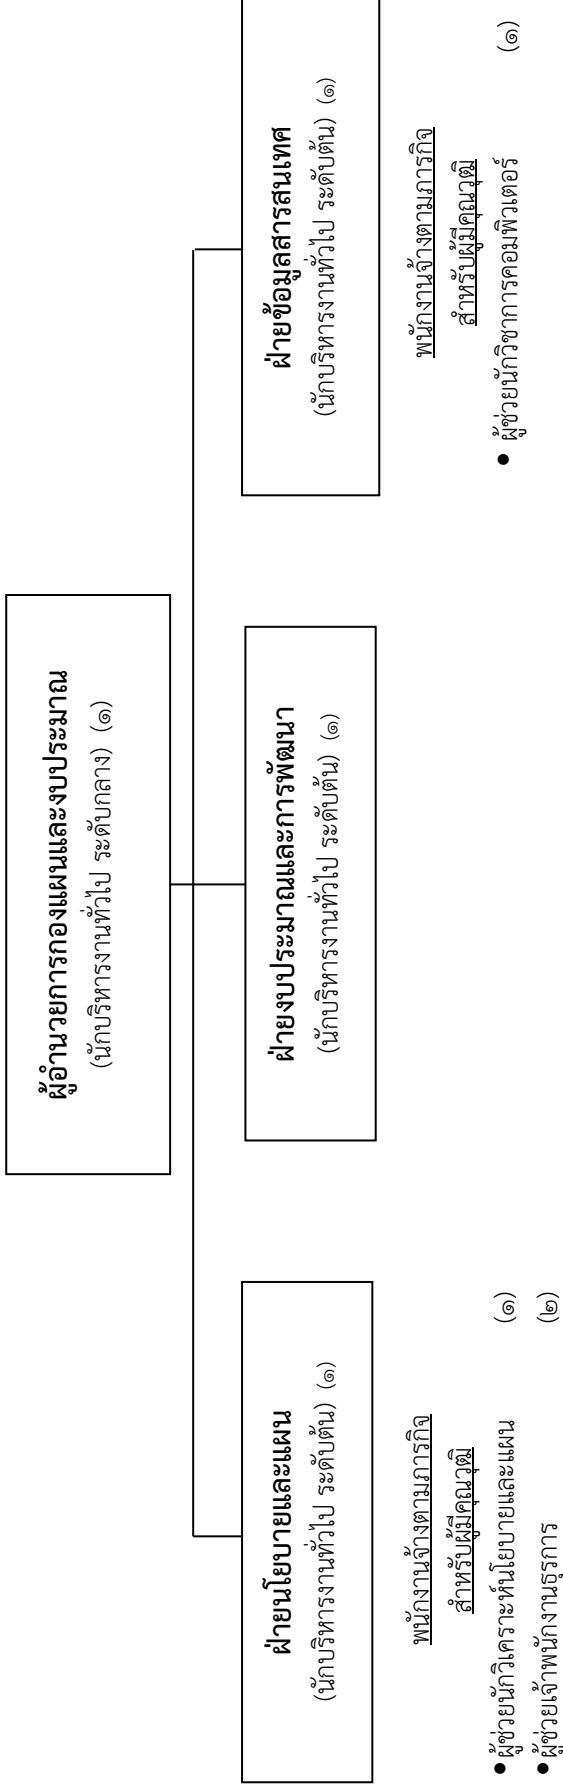 ผู้อำนวยการกองแผนและงบประมาณ
(นักบริหารงานทั่วไป ระดับกลาง) (๑)
ฝ่ายนโยบายและแผน
(นักบริหารงานทั่วไป ระดับต้น) (๑)
พนักงานจ้างตามภารกิจ
สำหรับผู้มีคุณวุฒิ
● ผู้ช่วยนักวิเคราะห์นโยบายและแผน (๑)
● ผู้ช่วยเจ้าพนักงานธุรการ (๒)
ฝ่ายงบประมาณและการพัฒนา
(นักบริหารงานทั่วไป ระดับต้น) (๑)
ฝ่ายข้อมูลสารสนเทศ
(นักบริหารงานทั่วไป ระดับต้น) (๑)
พนักงานจ้างตามภารกิจ
สำหรับผู้มีคุณวุฒิ
● ผู้ช่วยนักวิชาการคอมพิวเตอร์ (๑)